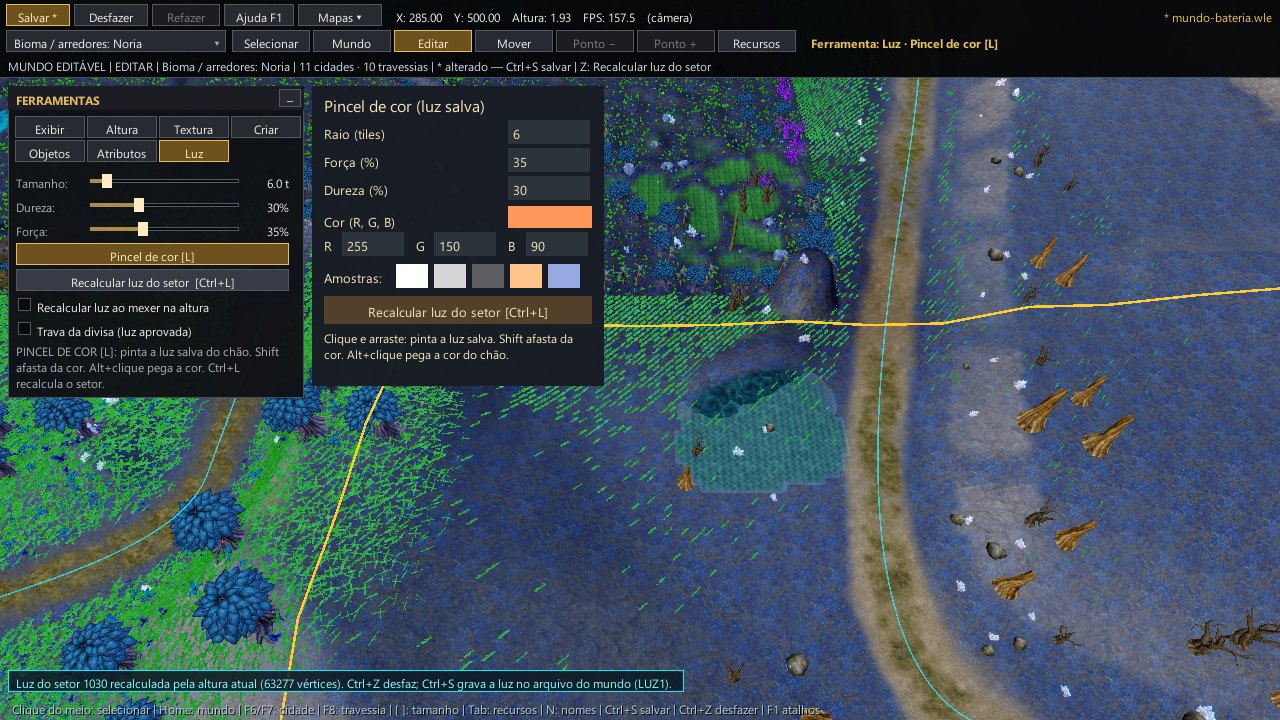 Salvar * Desfazer Refazer Ajuda F1 Mapas ▾ X: 285.00 Y: 500.00 Altura: 1.93 FPS: 157.5 (câmera) * mundo-bateria.wle
Bioma / arredores: Noria ▾ Selecionar Mundo Editar Mover Ponto − Ponto + Recursos Ferramenta: Luz · Pincel de cor [L]
MUNDO EDITÁVEL | EDITAR | Bioma / arredores: Noria | 11 cidades · 10 travessias | * alterado — Ctrl+S salvar | Z: Recalcular luz do setor
FERRAMENTAS _
Exibir Altura Textura Criar
Objetos Atributos Luz
Tamanho: 6.0 t
Dureza: 30%
Força: 35%
Pincel de cor [L]
Recalcular luz do setor [Ctrl+L]
Recalcular luz ao mexer na altura
Trava da divisa (luz aprovada)
PINCEL DE COR [L]: pinta a luz salva do chão. Shift
afasta da cor. Alt+clique pega a cor do chão. Ctrl+L
recalcula o setor.
Pincel de cor (luz salva)
Raio (tiles) 6
Força (%) 35
Dureza (%) 30
Cor (R, G, B)
R 255 G 150 B 90
Amostras:
Recalcular luz do setor [Ctrl+L]
Clique e arraste: pinta a luz salva. Shift afasta da
cor. Alt+clique pega a cor do chão.
Luz do setor 1030 recalculada pela altura atual (63277 vértices). Ctrl+Z desfaz; Ctrl+S grava a luz no arquivo do mundo (LUZ1).
Clique do meio: selecionar | Home: mundo | F6/F7: cidade | F8: travessia | [ ]: tamanho | Tab: recursos | N: nomes | Ctrl+S salvar | Ctrl+Z desfazer | F1 atalhos